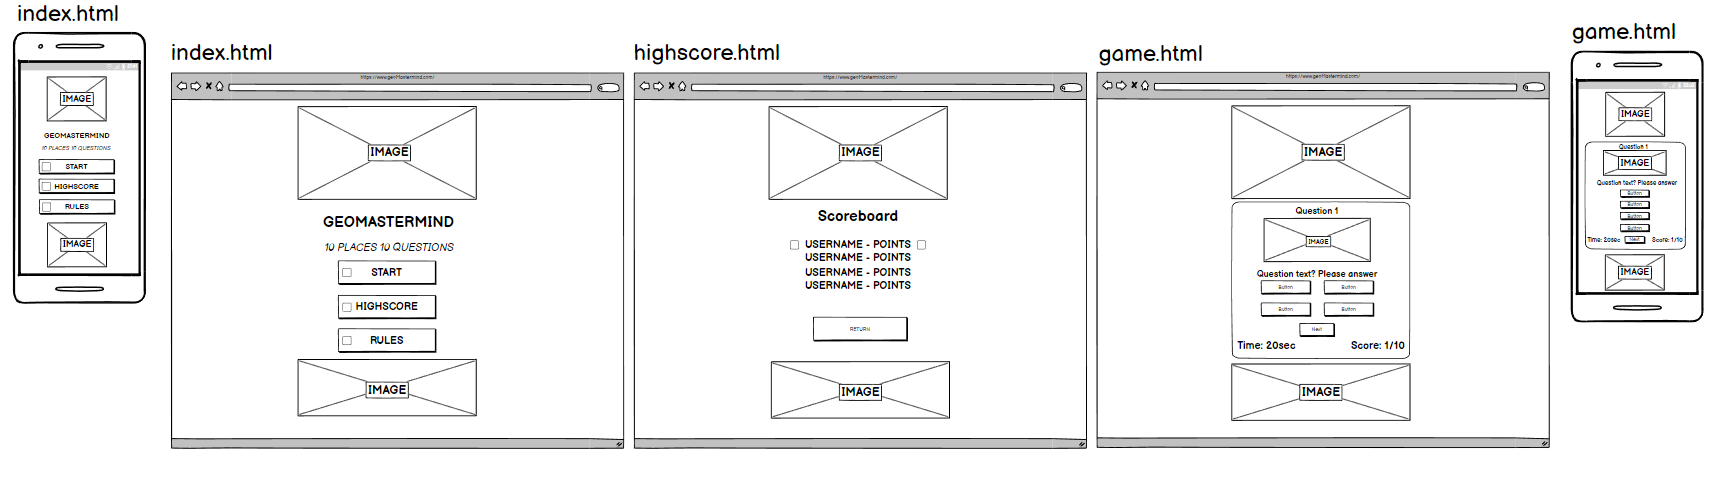 index.html
IMAGE
GEOMASTERMIND
10 PLACES 10 QUESTIONS
START
HIGHSCORE
RULES
IMAGE
index.html
https://www.geoMastermind.com/
IMAGE
GEOMASTERMIND
10 PLACES 10 QUESTIONS
START
HIGHSCORE
RULES
IMAGE
highscore.html
https://www.geoMastermind.com/
IMAGE
Scoreboard
USERNAME - POINTS
USERNAME - POINTS
USERNAME - POINTS
USERNAME - POINTS
RETURN
IMAGE
game.html
https://www.geoMastermind.com/
IMAGE
Question 1
IMAGE
Question text? Please answer
Button Button
Button Button
Next
Time: 20sec Score: 1/10
IMAGE
game.html
IMAGE
Question 1
IMAGE
Question text? Please answer
Button
Button
Button
Button
Time: 20sec Next Score: 1/10
IMAGE